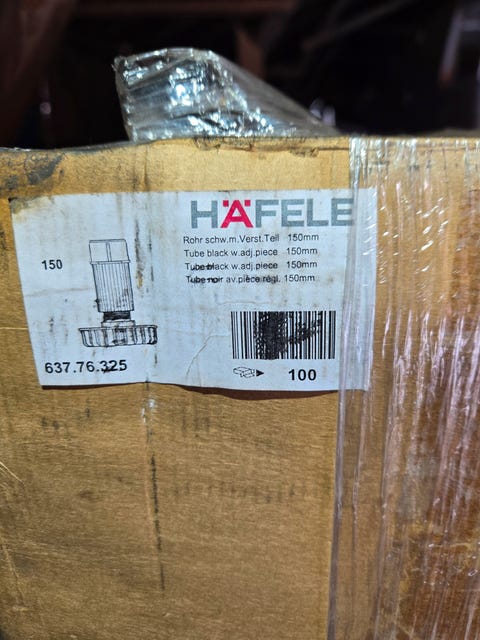 HÄFELE
Rohr schw.m.Verst.Teil 150mm
Tube black w.adj.piece 150mm
Tube black w.adj.piece 150mm
Tube noir av.pièce régl. 150mm
150
637.76.325
100